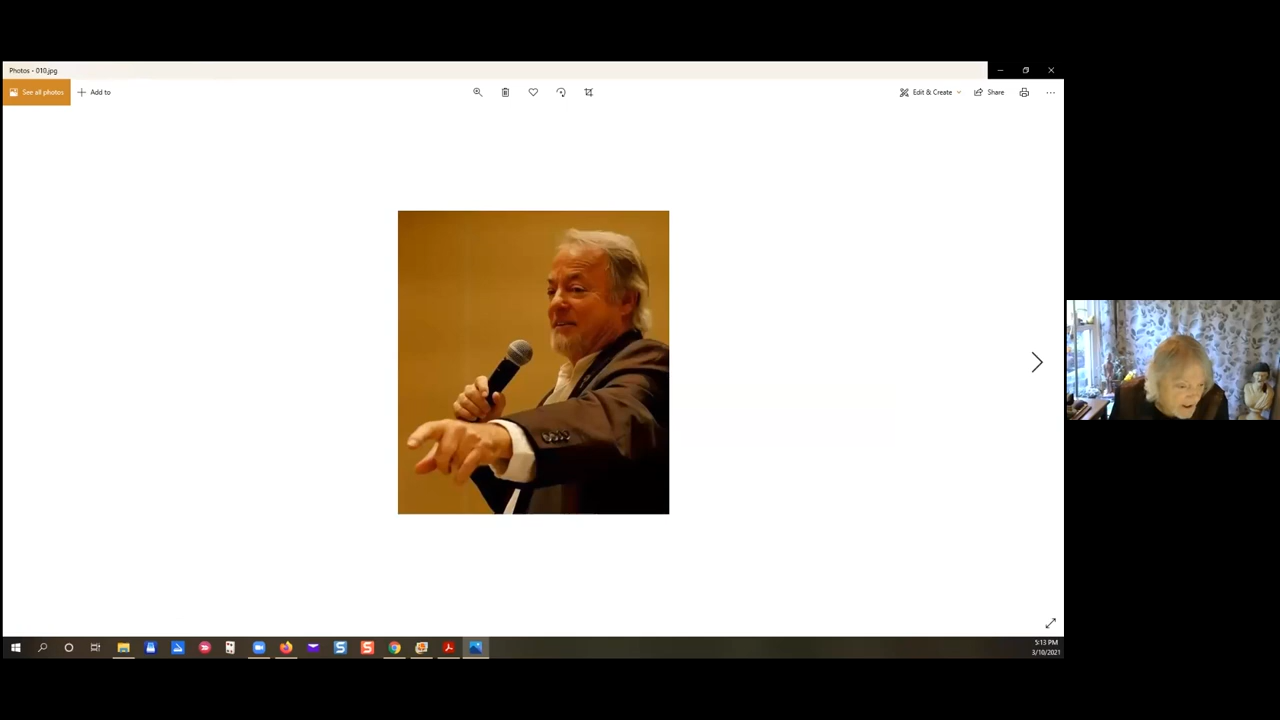 Photos - 010.jpg
See all photos
Add to
Edit & Create
Share
5:13 PM
3/10/2021